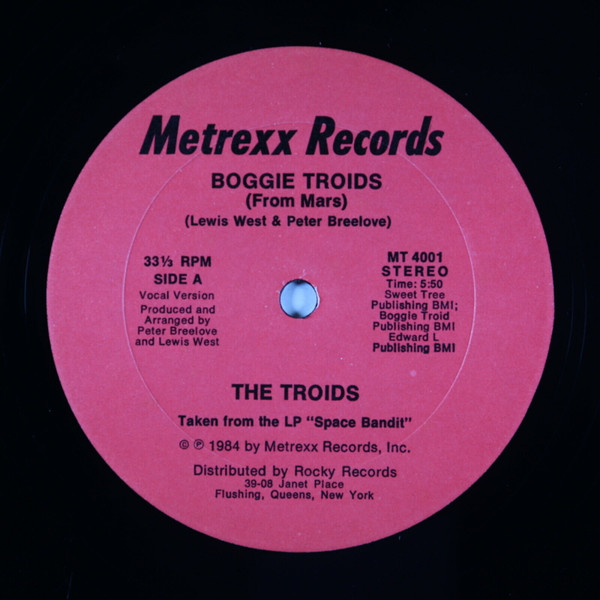 Metrexx Records
BOGGIE TROIDS
(From Mars)
(Lewis West & Peter Breelove)
33⅓ RPM
SIDE A
Vocal Version
Produced and
Arranged by
Peter Breelove
and Lewis West
MT 4001
STEREO
Time: 5:50
Sweet Tree
Publishing BMI;
Boggie Troid
Publishing BMI
Edward L
Publishing BMI
THE TROIDS
Taken from the LP "Space Bandit"
© ℗ 1984 by Metrexx Records, Inc.
Distributed by Rocky Records
39-08 Janet Place
Flushing, Queens, New York